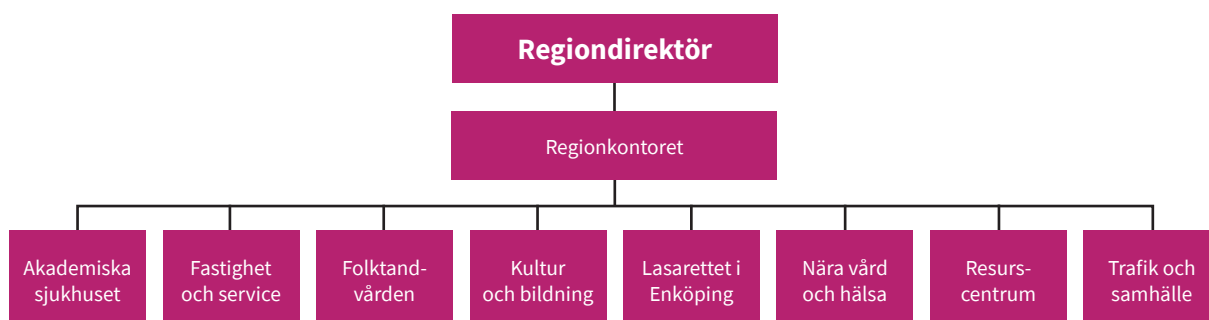 Regiondirektör
Regionkontoret
Akademiska
sjukhuset
Fastighet
och service
Folktand-
vården
Kultur
och bildning
Lasarettet i
Enköping
Nära vård
och hälsa
Resurs-
centrum
Trafik och
samhälle